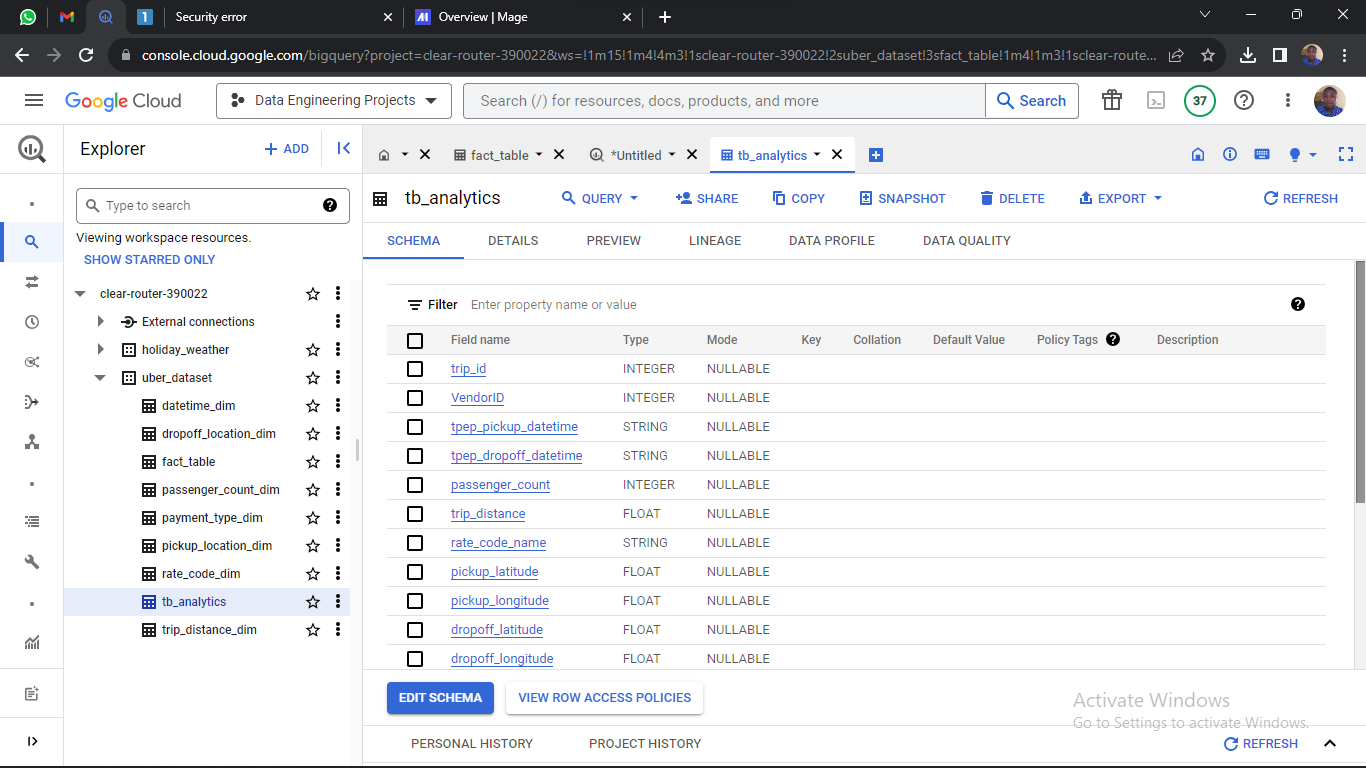 1 Security error
Overview | Mage
console.cloud.google.com/bigquery?project=clear-router-390022&ws=!1m15!1m4!4m3!1sclear-router-390022!2suber_dataset!3sfact_table!1m4!1m3!1sclear-route...
Google Cloud Data Engineering Projects Search (/) for resources, docs, products, and more Search 37
Explorer + ADD
fact_table *Untitled tb_analytics
tb_analytics QUERY SHARE COPY SNAPSHOT DELETE EXPORT REFRESH
Type to search
Viewing workspace resources.
SHOW STARRED ONLY
clear-router-390022
External connections
holiday_weather
uber_dataset
datetime_dim
dropoff_location_dim
fact_table
passenger_count_dim
payment_type_dim
pickup_location_dim
rate_code_dim
tb_analytics
trip_distance_dim
SCHEMA DETAILS PREVIEW LINEAGE DATA PROFILE DATA QUALITY
Filter Enter property name or value
Field name Type Mode Key Collation Default Value Policy Tags Description
trip_id INTEGER NULLABLE
VendorID INTEGER NULLABLE
tpep_pickup_datetime STRING NULLABLE
tpep_dropoff_datetime STRING NULLABLE
passenger_count INTEGER NULLABLE
trip_distance FLOAT NULLABLE
rate_code_name STRING NULLABLE
pickup_latitude FLOAT NULLABLE
pickup_longitude FLOAT NULLABLE
dropoff_latitude FLOAT NULLABLE
dropoff_longitude FLOAT NULLABLE
EDIT SCHEMA VIEW ROW ACCESS POLICIES
Activate Windows
Go to Settings to activate Windows.
PERSONAL HISTORY PROJECT HISTORY REFRESH